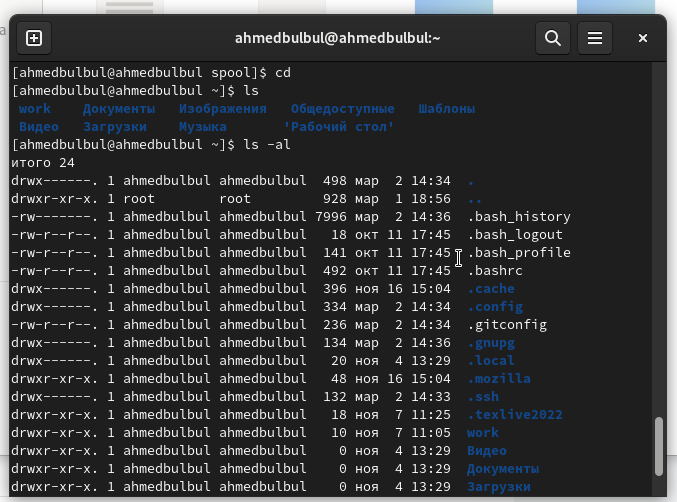 ahmedbulbul@ahmedbulbul:~
[ahmedbulbul@ahmedbulbul spool]$ cd
[ahmedbulbul@ahmedbulbul ~]$ ls
work Документы Изображения Общедоступные Шаблоны
Видео Загрузки Музыка 'Рабочий стол'
[ahmedbulbul@ahmedbulbul ~]$ ls -al
итого 24
drwx------. 1 ahmedbulbul ahmedbulbul 498 мар 2 14:34 .
drwxr-xr-x. 1 root root 928 мар 1 18:56 ..
-rw-------. 1 ahmedbulbul ahmedbulbul 7996 мар 2 14:36 .bash_history
-rw-r--r--. 1 ahmedbulbul ahmedbulbul 18 окт 11 17:45 .bash_logout
-rw-r--r--. 1 ahmedbulbul ahmedbulbul 141 окт 11 17:45 .bash_profile
-rw-r--r--. 1 ahmedbulbul ahmedbulbul 492 окт 11 17:45 .bashrc
drwx------. 1 ahmedbulbul ahmedbulbul 396 ноя 16 15:04 .cache
drwx------. 1 ahmedbulbul ahmedbulbul 334 мар 2 14:34 .config
-rw-r--r--. 1 ahmedbulbul ahmedbulbul 236 мар 2 14:34 .gitconfig
drwx------. 1 ahmedbulbul ahmedbulbul 134 мар 2 14:36 .gnupg
drwx------. 1 ahmedbulbul ahmedbulbul 20 ноя 4 13:29 .local
drwxr-xr-x. 1 ahmedbulbul ahmedbulbul 48 ноя 16 15:04 .mozilla
drwx------. 1 ahmedbulbul ahmedbulbul 132 мар 2 14:33 .ssh
drwxr-xr-x. 1 ahmedbulbul ahmedbulbul 18 ноя 7 11:25 .texlive2022
drwxr-xr-x. 1 ahmedbulbul ahmedbulbul 10 ноя 7 11:05 work
drwxr-xr-x. 1 ahmedbulbul ahmedbulbul 0 ноя 4 13:29 Видео
drwxr-xr-x. 1 ahmedbulbul ahmedbulbul 0 ноя 4 13:29 Документы
drwxr-xr-x. 1 ahmedbulbul ahmedbulbul 0 ноя 4 13:29 Загрузки